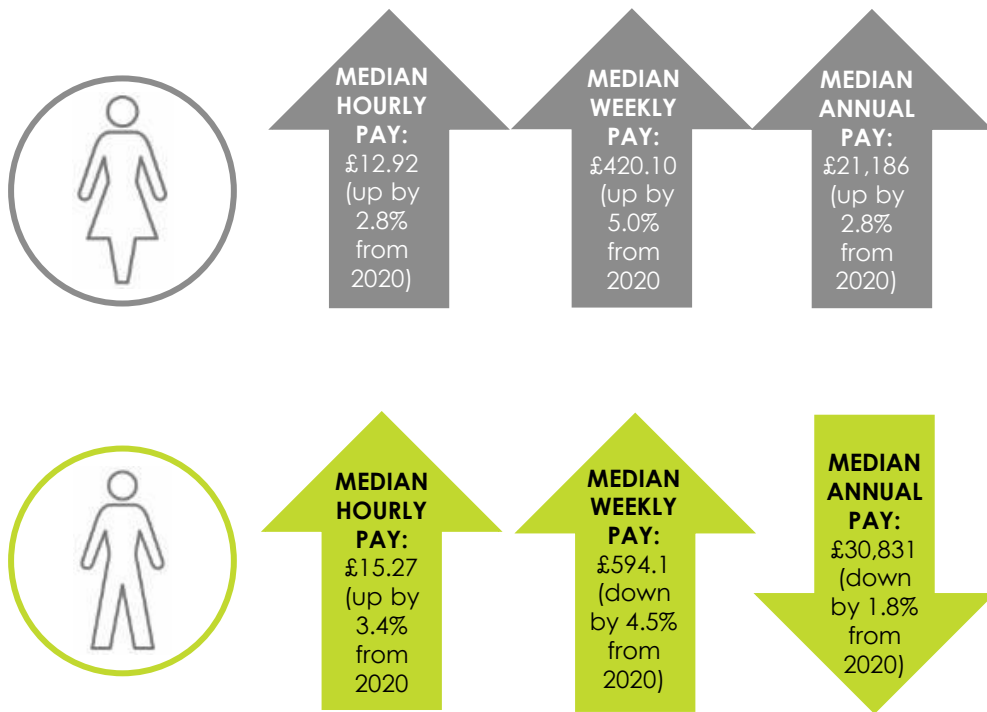 MEDIAN
HOURLY
PAY:
£12.92
(up by
2.8%
from
2020)
MEDIAN
WEEKLY
PAY:
£420.10
(up by
5.0%
from
2020
MEDIAN
ANNUAL
PAY:
£21,186
(up by
2.8%
from
2020)
MEDIAN
HOURLY
PAY:
£15.27
(up by
3.4%
from
2020
MEDIAN
WEEKLY
PAY:
£594.1
(down
by 4.5%
from
2020
MEDIAN
ANNUAL
PAY:
£30,831
(down
by 1.8%
from
2020)